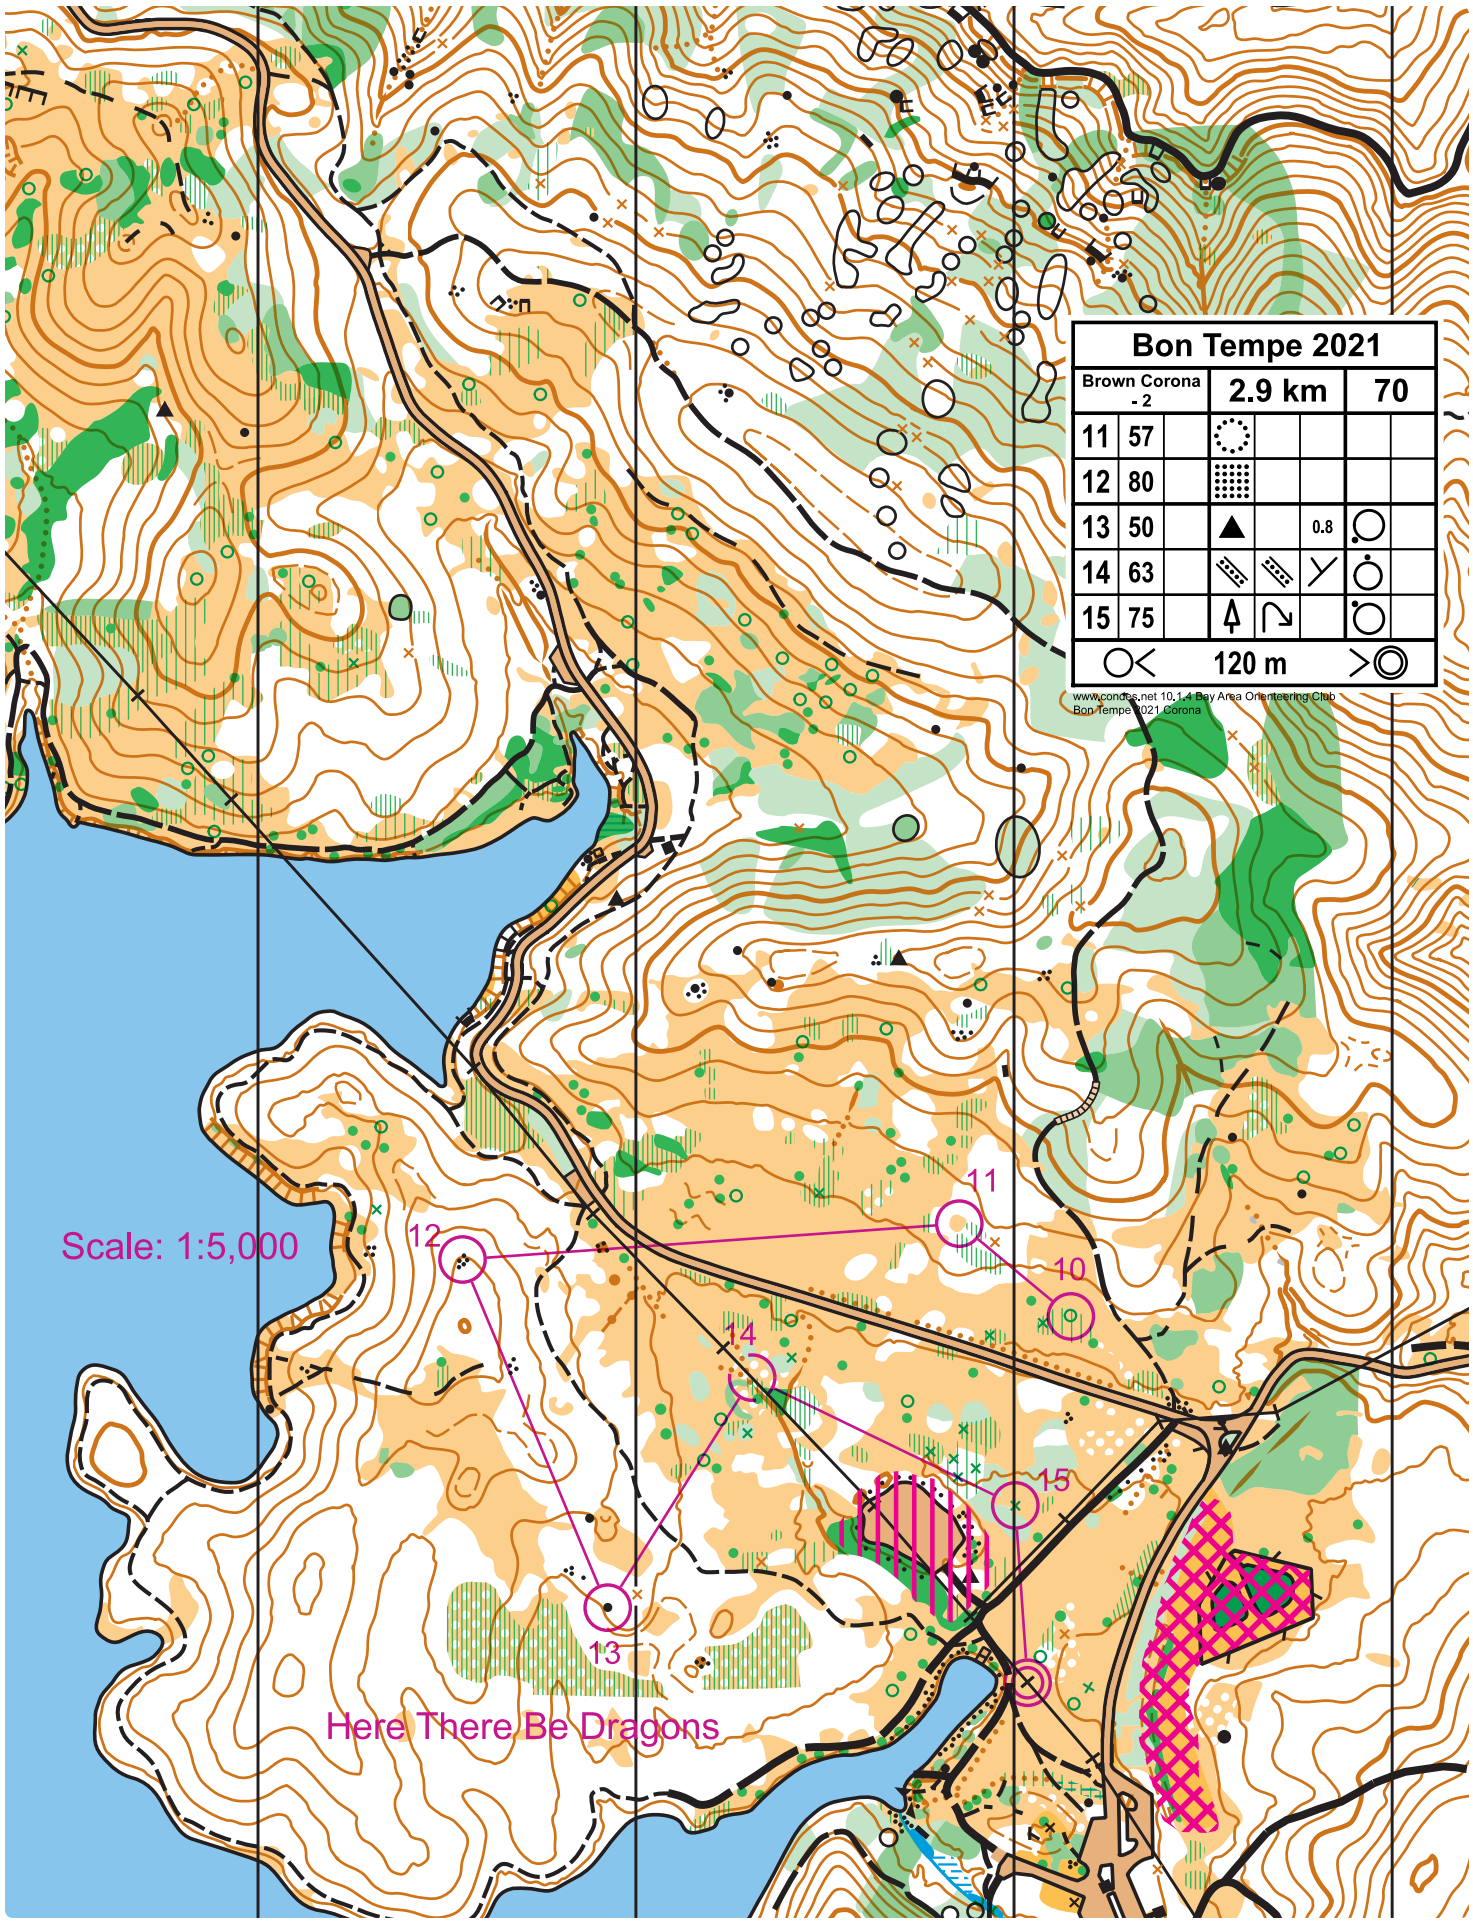 Bon Tempe 2021
Brown Corona - 2 2.9 km 70
11 57
12 80
13 50 0.8
14 63
15 75
120 m
www.condes.net 10.1.4 Bay Area Orienteering Club
Bon Tempe 2021 Corona
11
12
Scale: 1:5,000
10
14
15
13
Here There Be Dragons